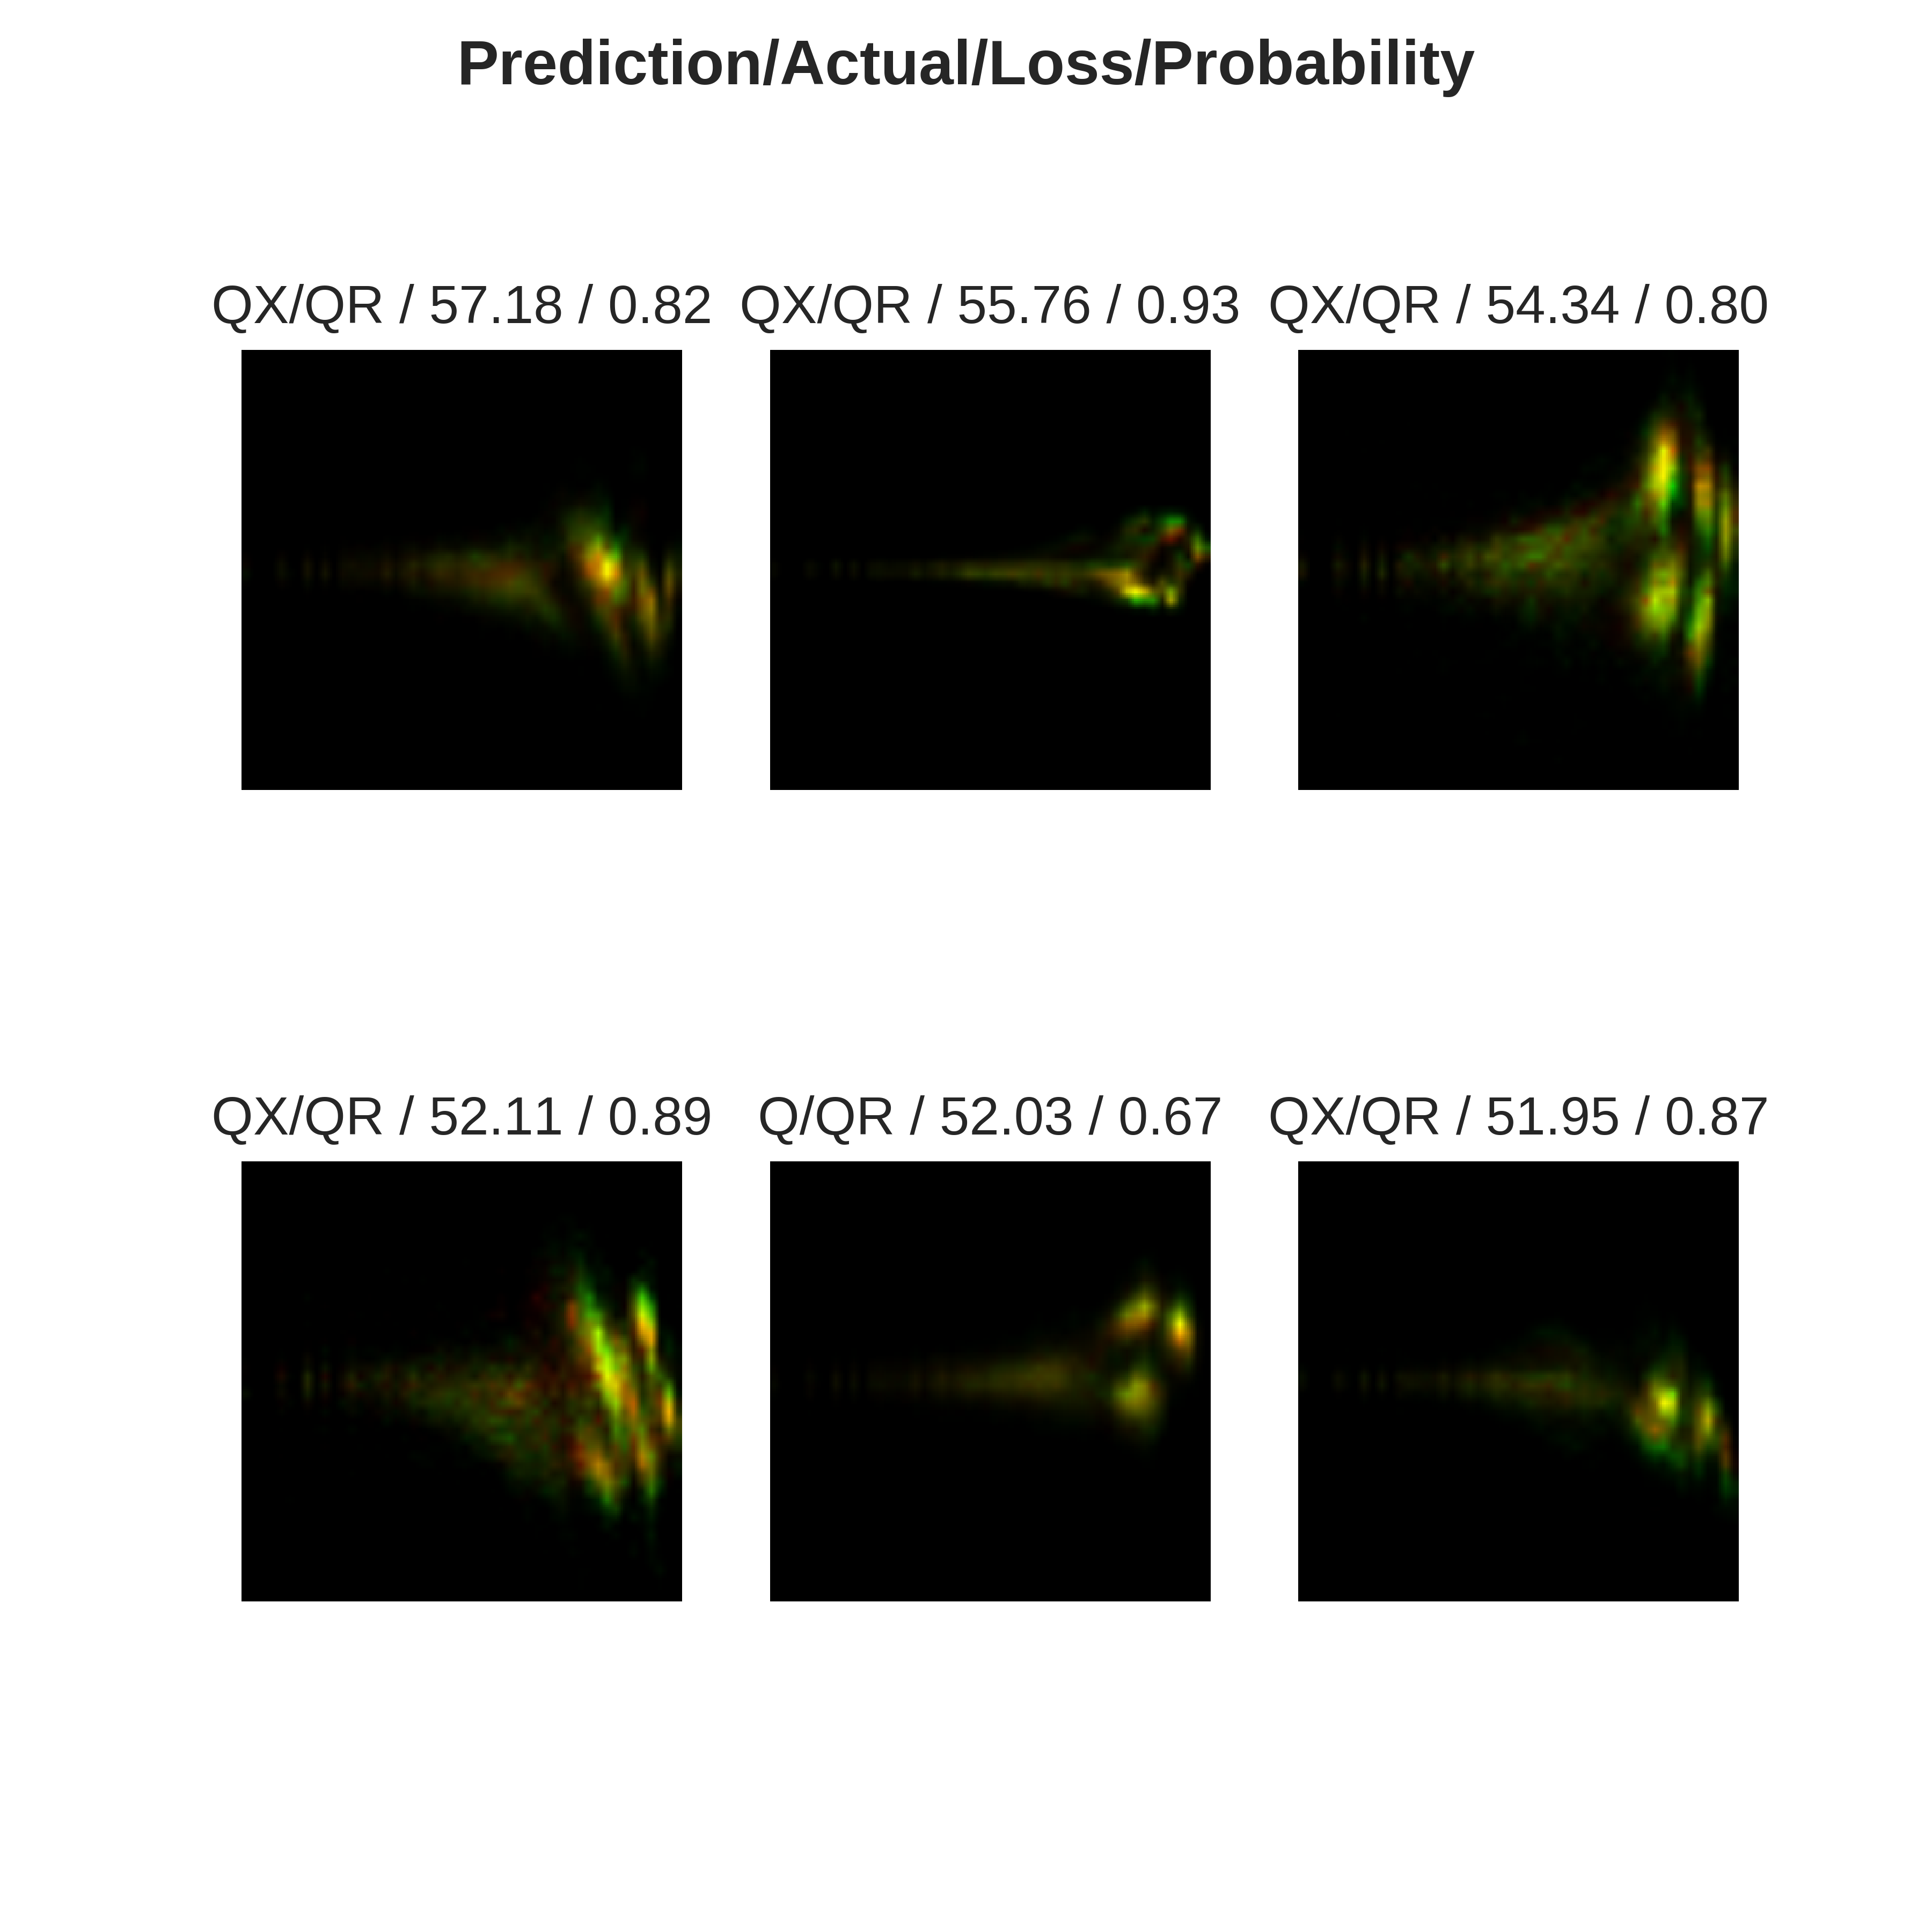 Prediction/Actual/Loss/Probability
QX/QR / 57.18 / 0.82
QX/QR / 55.76 / 0.93
QX/QR / 54.34 / 0.80
QX/QR / 52.11 / 0.89
Q/QR / 52.03 / 0.67
QX/QR / 51.95 / 0.87